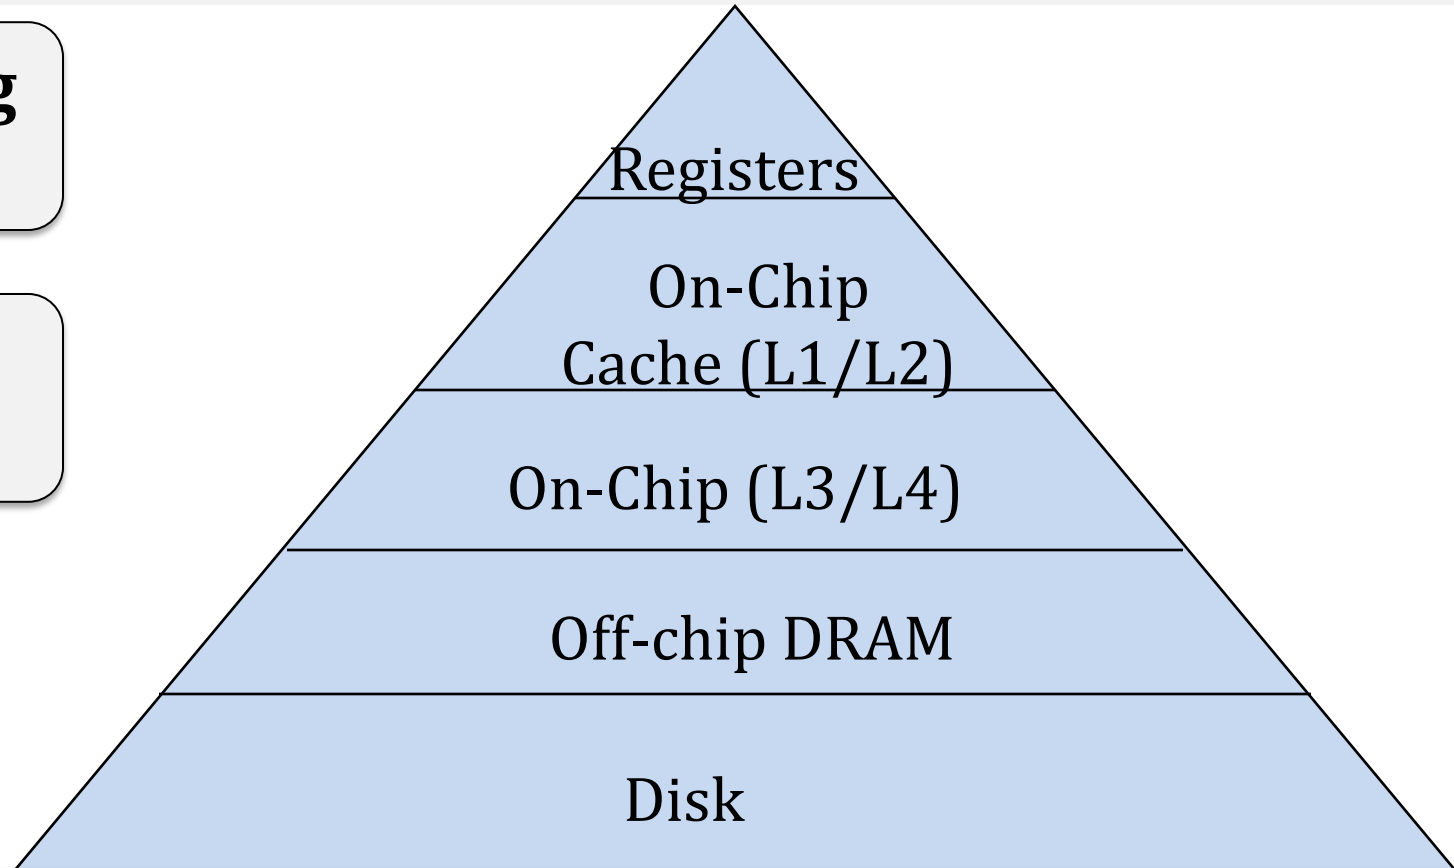 Registers
On-Chip
Cache (L1/L2)
On-Chip (L3/L4)
Off-chip DRAM
Disk